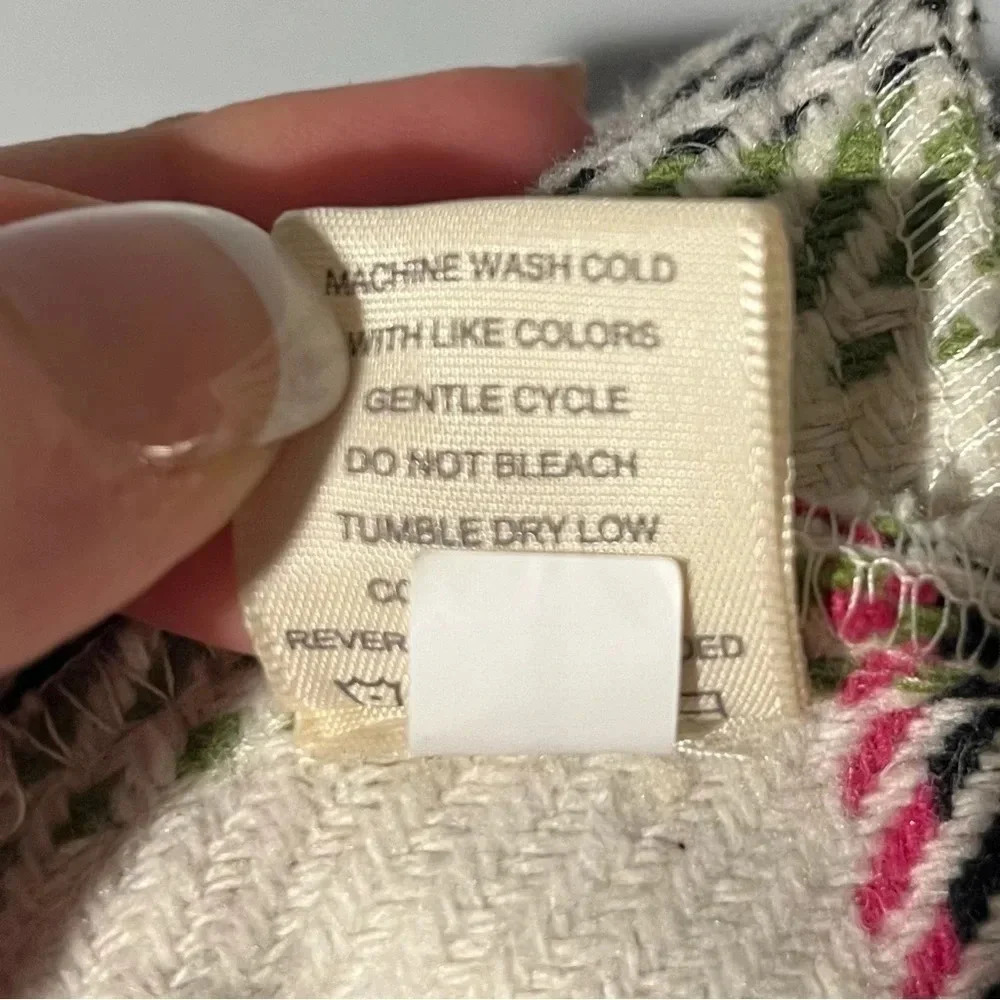 MACHINE WASH COLD
WITH LIKE COLORS
GENTLE CYCLE
DO NOT BLEACH
TUMBLE DRY LOW